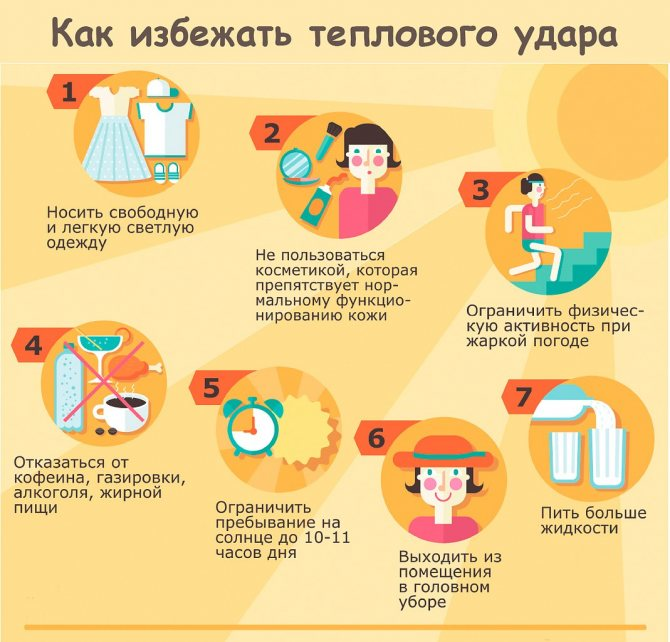 Как избежать теплового удара
1
Носить свободную
и легкую светлую
одежду
2
Не пользоваться
косметикой, которая
препятствует нор-
мальному функцио-
нированию кожи
3
Ограничить физичес-
кую активность при
жаркой погоде
4
Отказаться от
кофеина, газировки,
алкоголя, жирной
пищи
5
Ограничить
пребывание на
солнце до 10-11
часов дня
6
Выходить из
помещения
в головном
уборе
7
Пить больше
жидкости